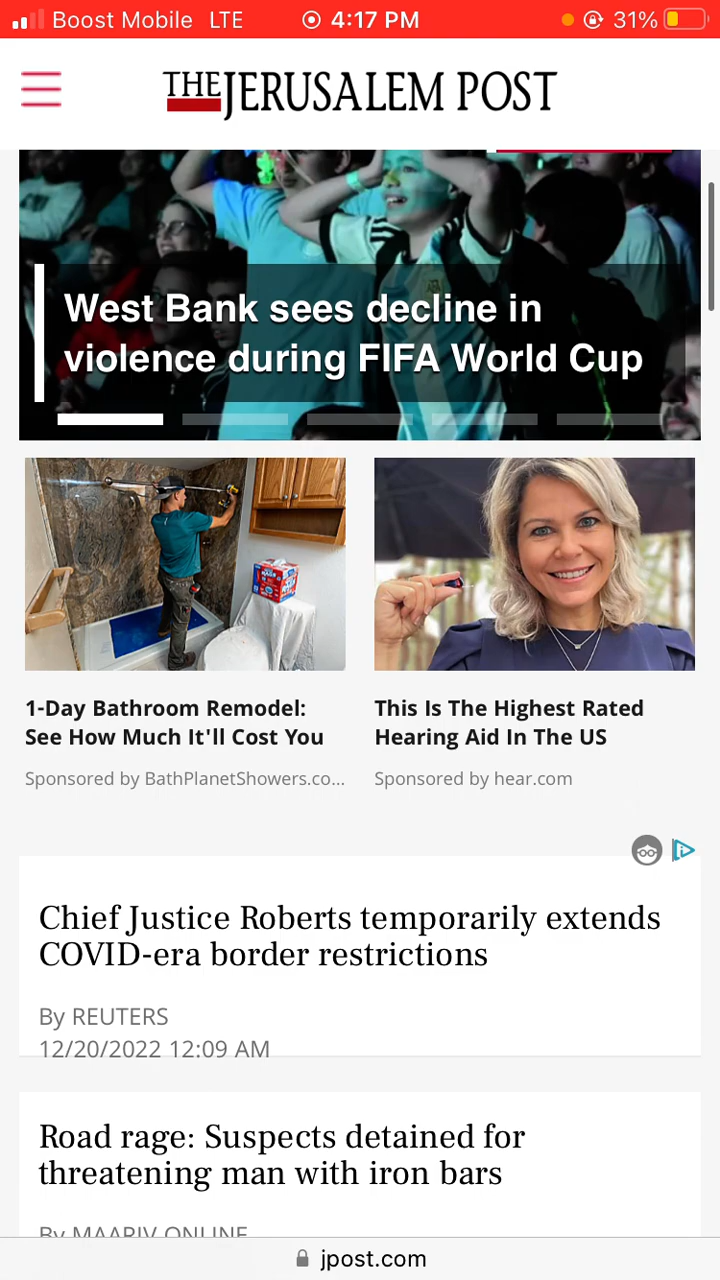 Boost Mobile LTE 4:17 PM 31%
THE JERUSALEM POST
West Bank sees decline in
violence during FIFA World Cup
1-Day Bathroom Remodel:
See How Much It'll Cost You
Sponsored by BathPlanetShowers.co...
This Is The Highest Rated
Hearing Aid In The US
Sponsored by hear.com
Chief Justice Roberts temporarily extends
COVID-era border restrictions
By REUTERS
12/20/2022 12:09 AM
Road rage: Suspects detained for
threatening man with iron bars
By MAARIV ONLINE
jpost.com